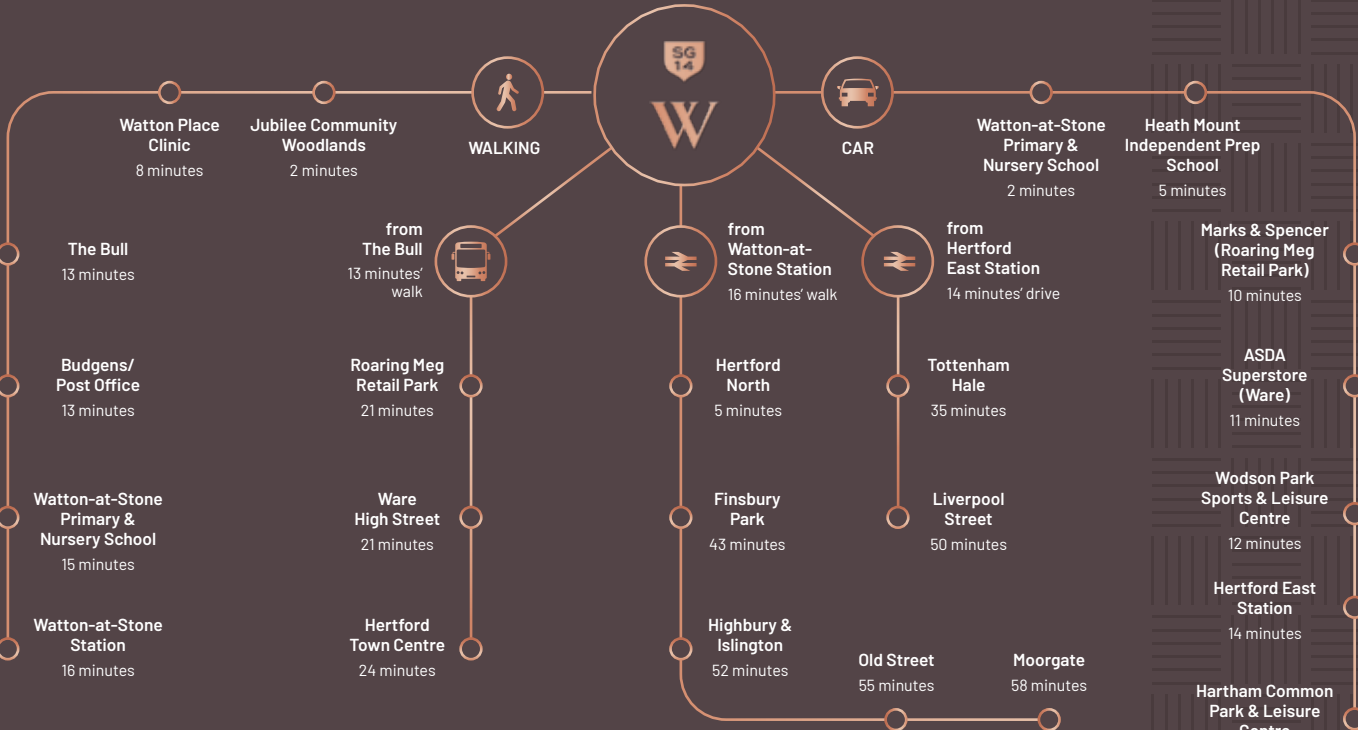 SG
14
W
WALKING
Jubilee Community
Woodlands
2 minutes
Watton Place
Clinic
8 minutes
The Bull
13 minutes
Budgens/
Post Office
13 minutes
Watton-at-Stone
Primary &
Nursery School
15 minutes
Watton-at-Stone
Station
16 minutes
from
The Bull
13 minutes’
walk
Roaring Meg
Retail Park
21 minutes
Ware
High Street
21 minutes
Hertford
Town Centre
24 minutes
from
Watton-at-
Stone Station
16 minutes’ walk
Hertford
North
5 minutes
Finsbury
Park
43 minutes
Highbury &
Islington
52 minutes
Old Street
55 minutes
Moorgate
58 minutes
from
Hertford
East Station
14 minutes’ drive
Tottenham
Hale
35 minutes
Liverpool
Street
50 minutes
CAR
Watton-at-Stone
Primary &
Nursery School
2 minutes
Heath Mount
Independent Prep
School
5 minutes
Marks & Spencer
(Roaring Meg
Retail Park)
10 minutes
ASDA
Superstore
(Ware)
11 minutes
Wodson Park
Sports & Leisure
Centre
12 minutes
Hertford East
Station
14 minutes
Hartham Common
Park & Leisure
Centre